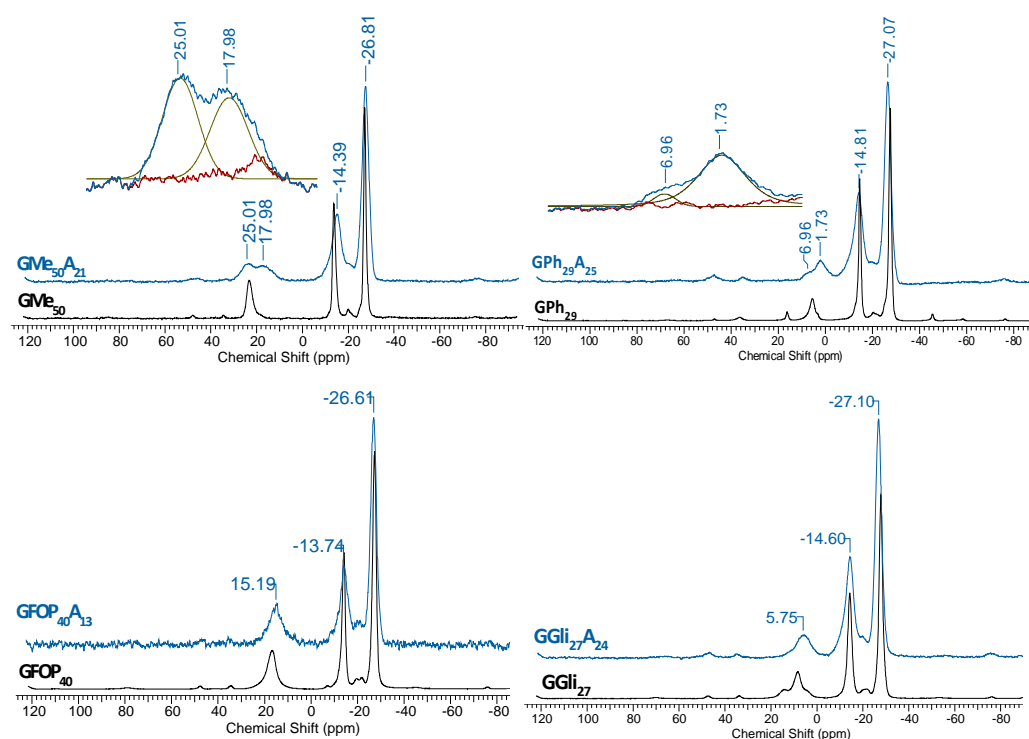 25.01
17.98
-26.81
-14.39
25.01
17.98
GMe50A21
GMe50
120 100 80 60 40 20 0 -20 -40 -60 -80
Chemical Shift (ppm)
-27.07
6.96
1.73
-14.81
6.96
1.73
GPh29A25
GPh29
120 100 80 60 40 20 0 -20 -40 -60 -80
Chemical Shift (ppm)
-26.61
-13.74
15.19
GFOP40A13
GFOP40
120 100 80 60 40 20 0 -20 -40 -60 -80
Chemical Shift (ppm)
-27.10
-14.60
5.75
GGli27A24
GGli27
120 100 80 60 40 20 0 -20 -40 -60 -80
Chemical Shift (ppm)